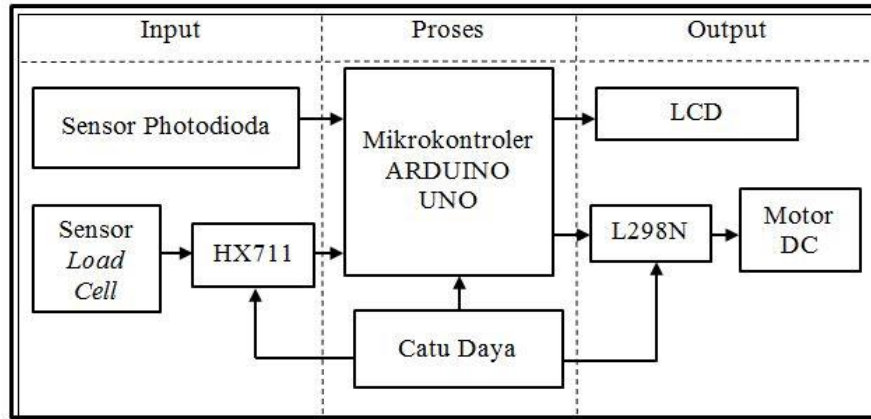 Input
Proses
Output
Sensor Photodioda
Mikrokontroler
ARDUINO
UNO
LCD
Sensor
Load
Cell
HX711
L298N
Motor
DC
Catu Daya